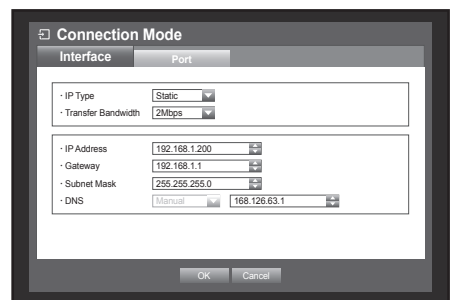 Connection Mode
Interface Port
· IP Type Static
· Transfer Bandwidth 2Mbps
· IP Address 192.168.1.200
· Gateway 192.168.1.1
· Subnet Mask 255.255.255.0
· DNS Manual 168.126.63.1
OK Cancel